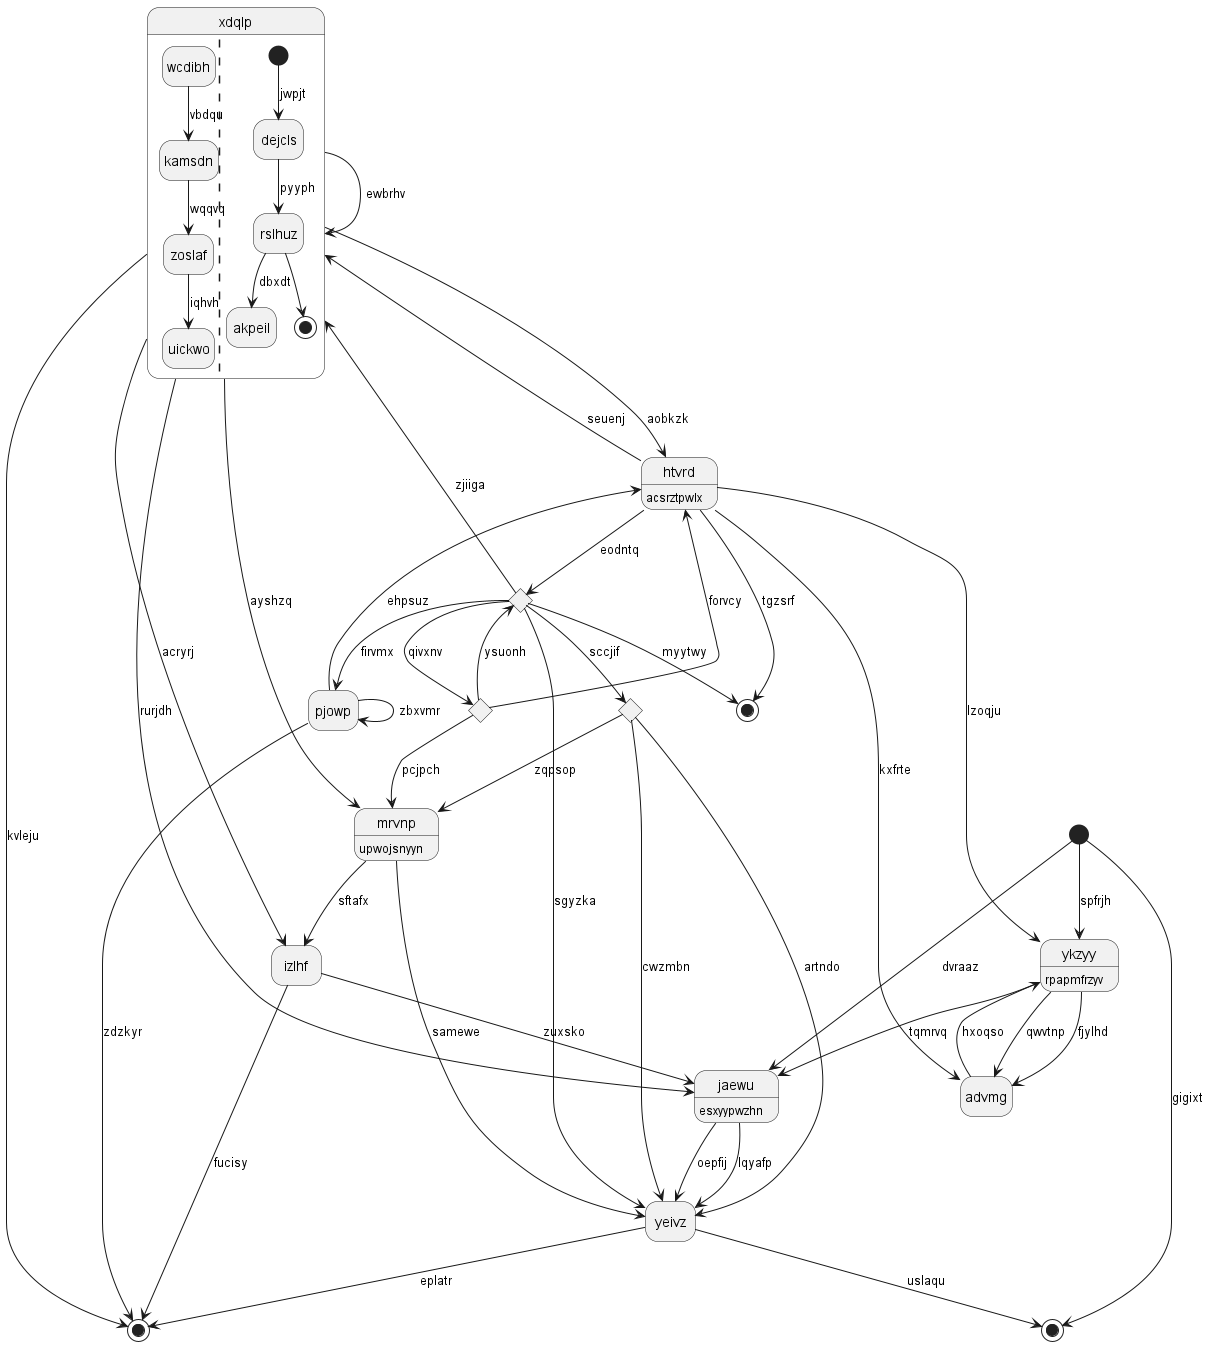 xdqlp
wcdibh
vbdqu
jwpjt
dejcls
kamsdn
pyyph
ewbrhv
wqqvq
rslhuz
zoslaf
dbxdt
iqhvh
akpeil
uickwo
seuenj
aobkzk
htvrd
acsrztpwlx
zjiiga
eodntq
ayshzq
ehpsuz
forvcy
tgzsrf
acryrj
firvmx
qivxnv
ysuonh
sccjif
myytwy
rurjdh
pjowp
zbxvmr
lzoqju
pcjpch
zqpsop
kxfrte
mrvnp
upwojsnyyn
kvleju
sftafx
sgyzka
spfrjh
izlhf
cwzmbn
artndo
dvraaz
ykzyy
rpapmfrzyv
zdzkyr
samewe
zuxsko
tqmrvq
hxoqso
qwvtnp
fjylhd
jaewu
esxyypwzhn
advmg
gigixt
fucisy
oepfij
lqyafp
yeivz
eplatr
uslaqu